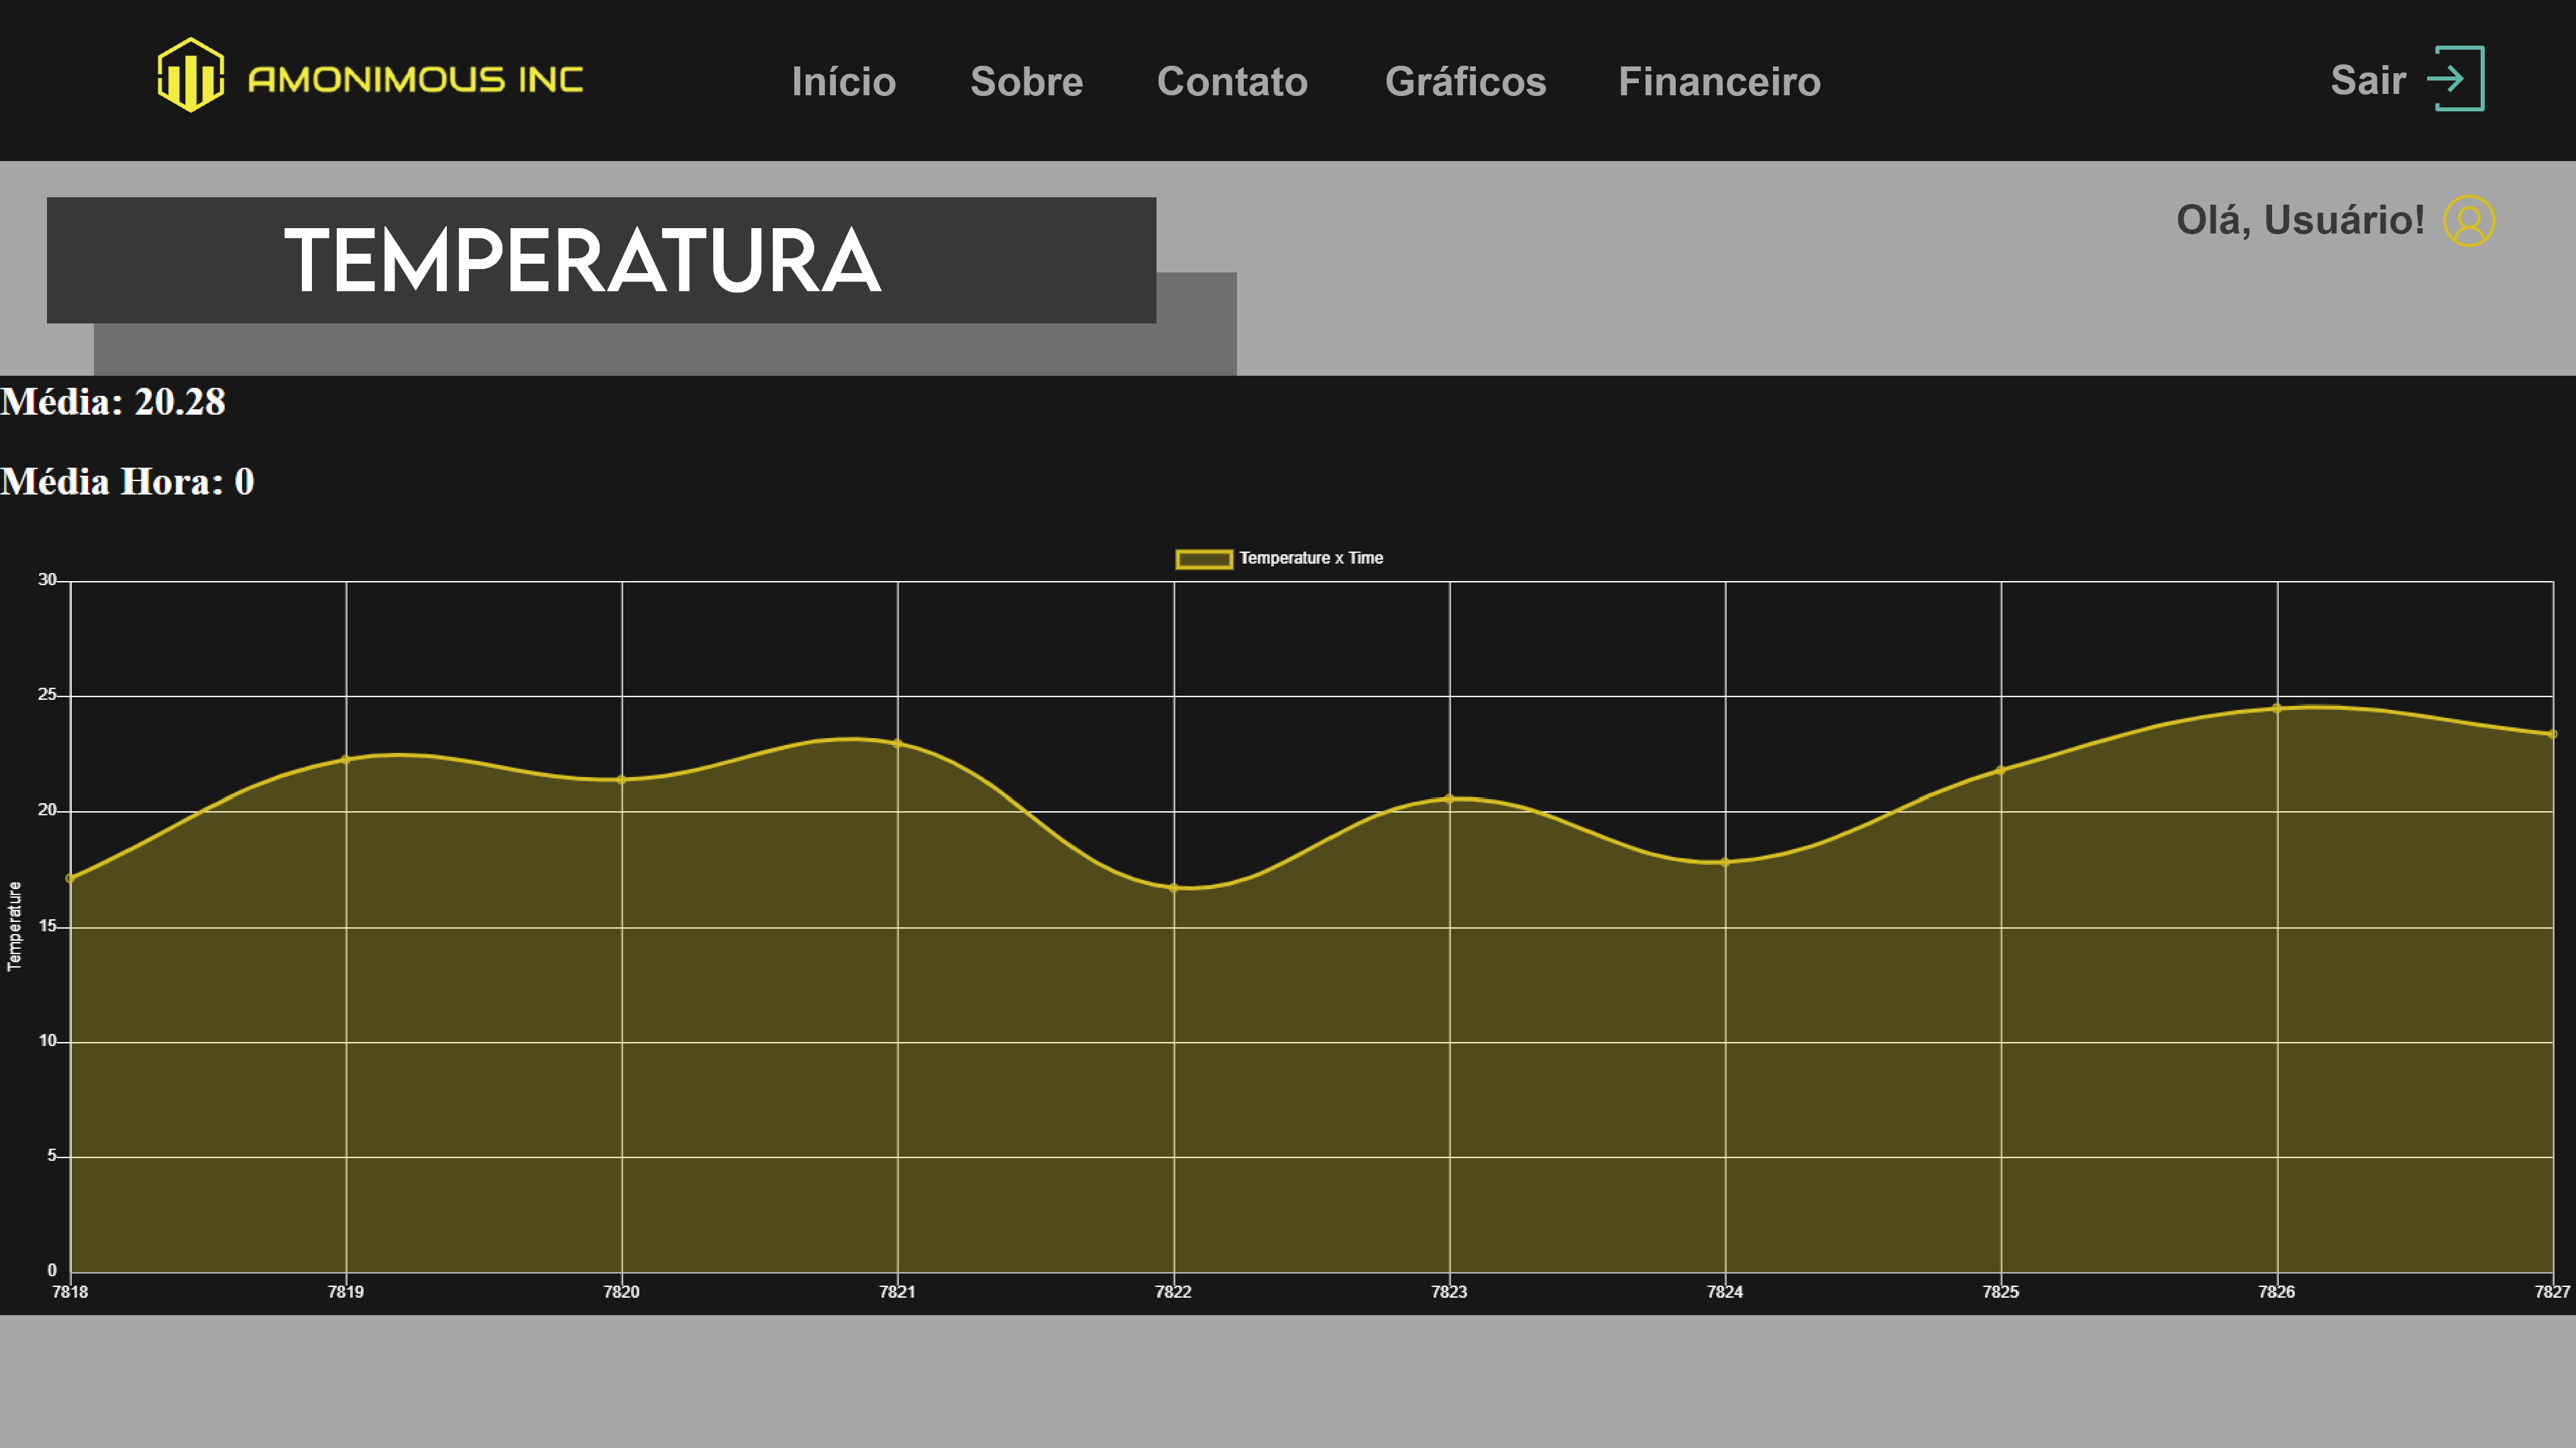 AMONIMOUS INC
Início Sobre Contato Gráficos Financeiro
Sair
TEMPERATURA
Olá, Usuário!
Média: 20.28
Média Hora: 0
Temperature x Time
30
25
20
15
10
5
0
Temperature
7818 7819 7820 7821 7822 7823 7824 7825 7826 7827